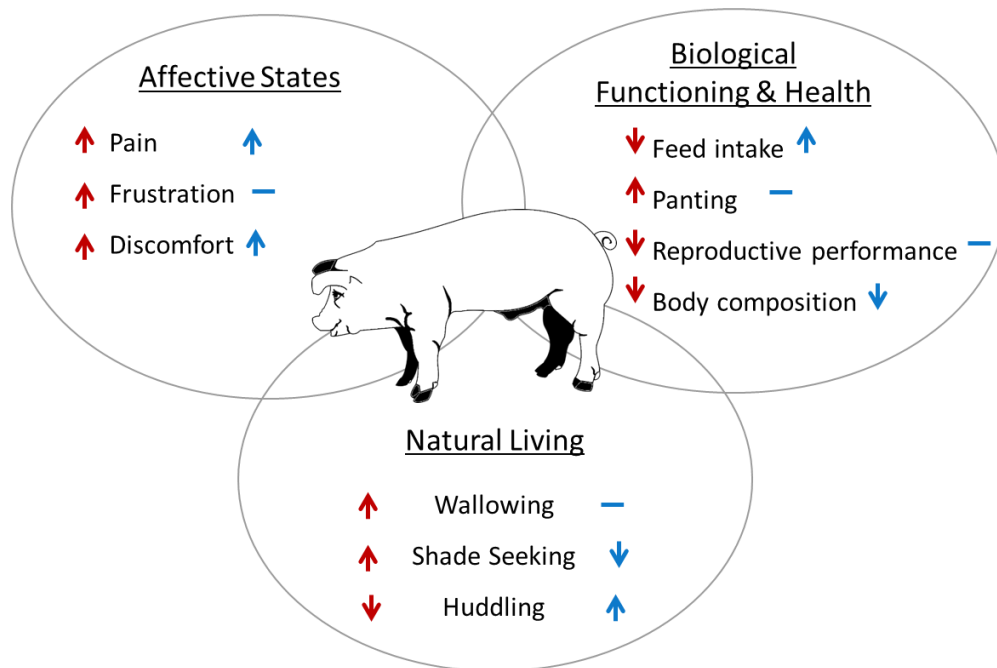 Affective States
Pain
Frustration
Discomfort
Biological
Functioning & Health
Feed intake
Panting
Reproductive performance
Body composition
Natural Living
Wallowing
Shade Seeking
Huddling